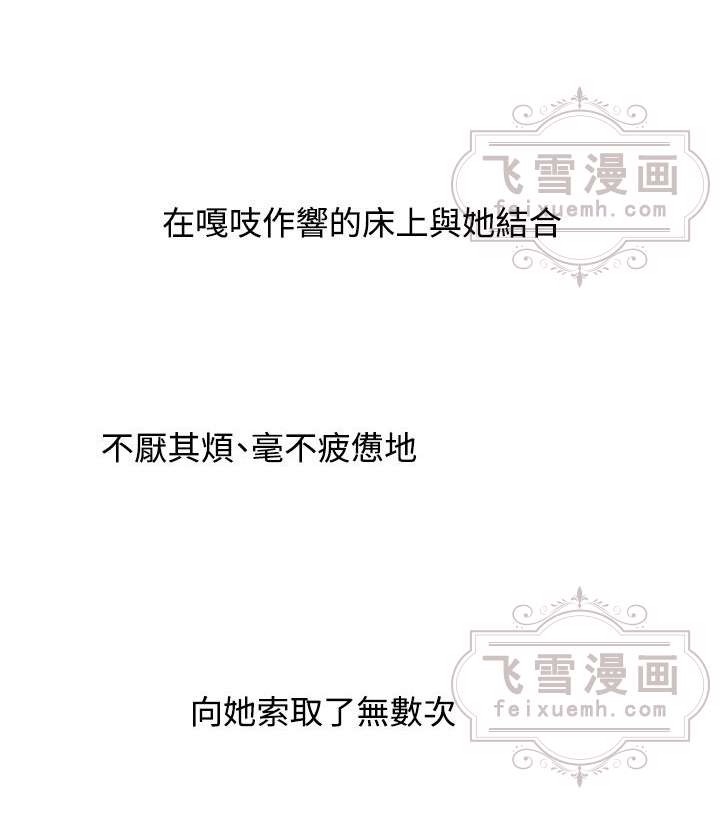 飞雪漫画
feixuemh.com
在嘎吱作響的床上與她結合
不厭其煩、毫不疲憊地
飞雪漫画
feixuemh.com
向她索取了無數次